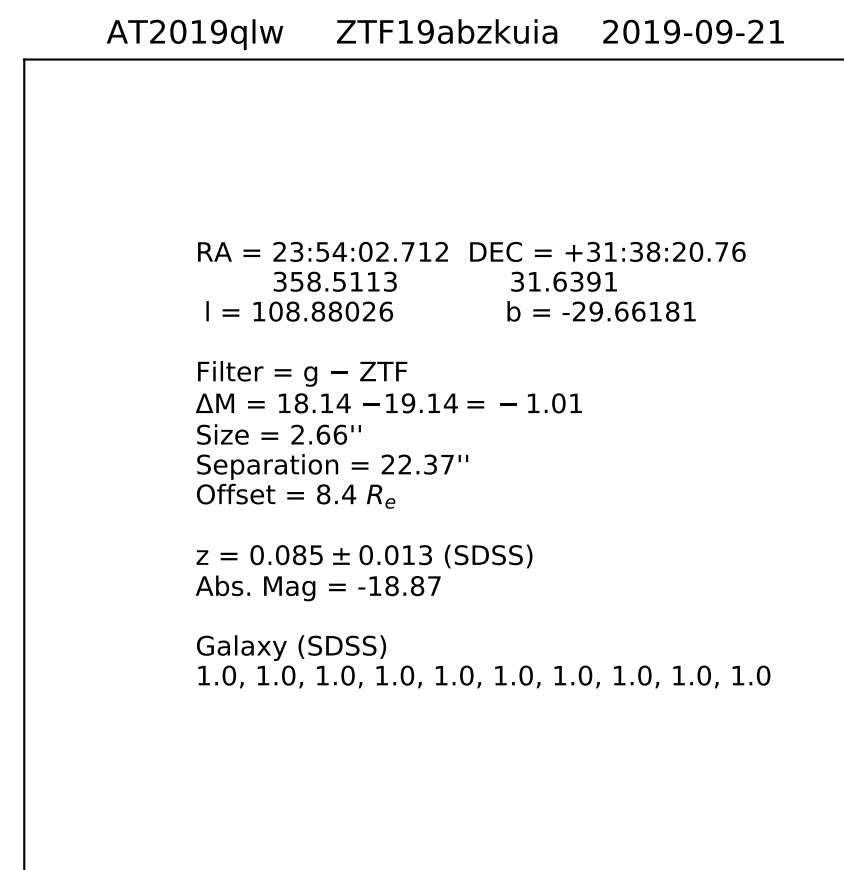 AT2019qlw ZTF19abzkuia 2019-09-21
RA = 23:54:02.712 DEC = +31:38:20.76
358.5113 31.6391
l = 108.88026 b = -29.66181
Filter = g − ZTF
ΔM = 18.14 −19.14 = − 1.01
Size = 2.66''
Separation = 22.37''
Offset = 8.4 Rₑ
z = 0.085 ± 0.013 (SDSS)
Abs. Mag = -18.87
Galaxy (SDSS)
1.0, 1.0, 1.0, 1.0, 1.0, 1.0, 1.0, 1.0, 1.0, 1.0